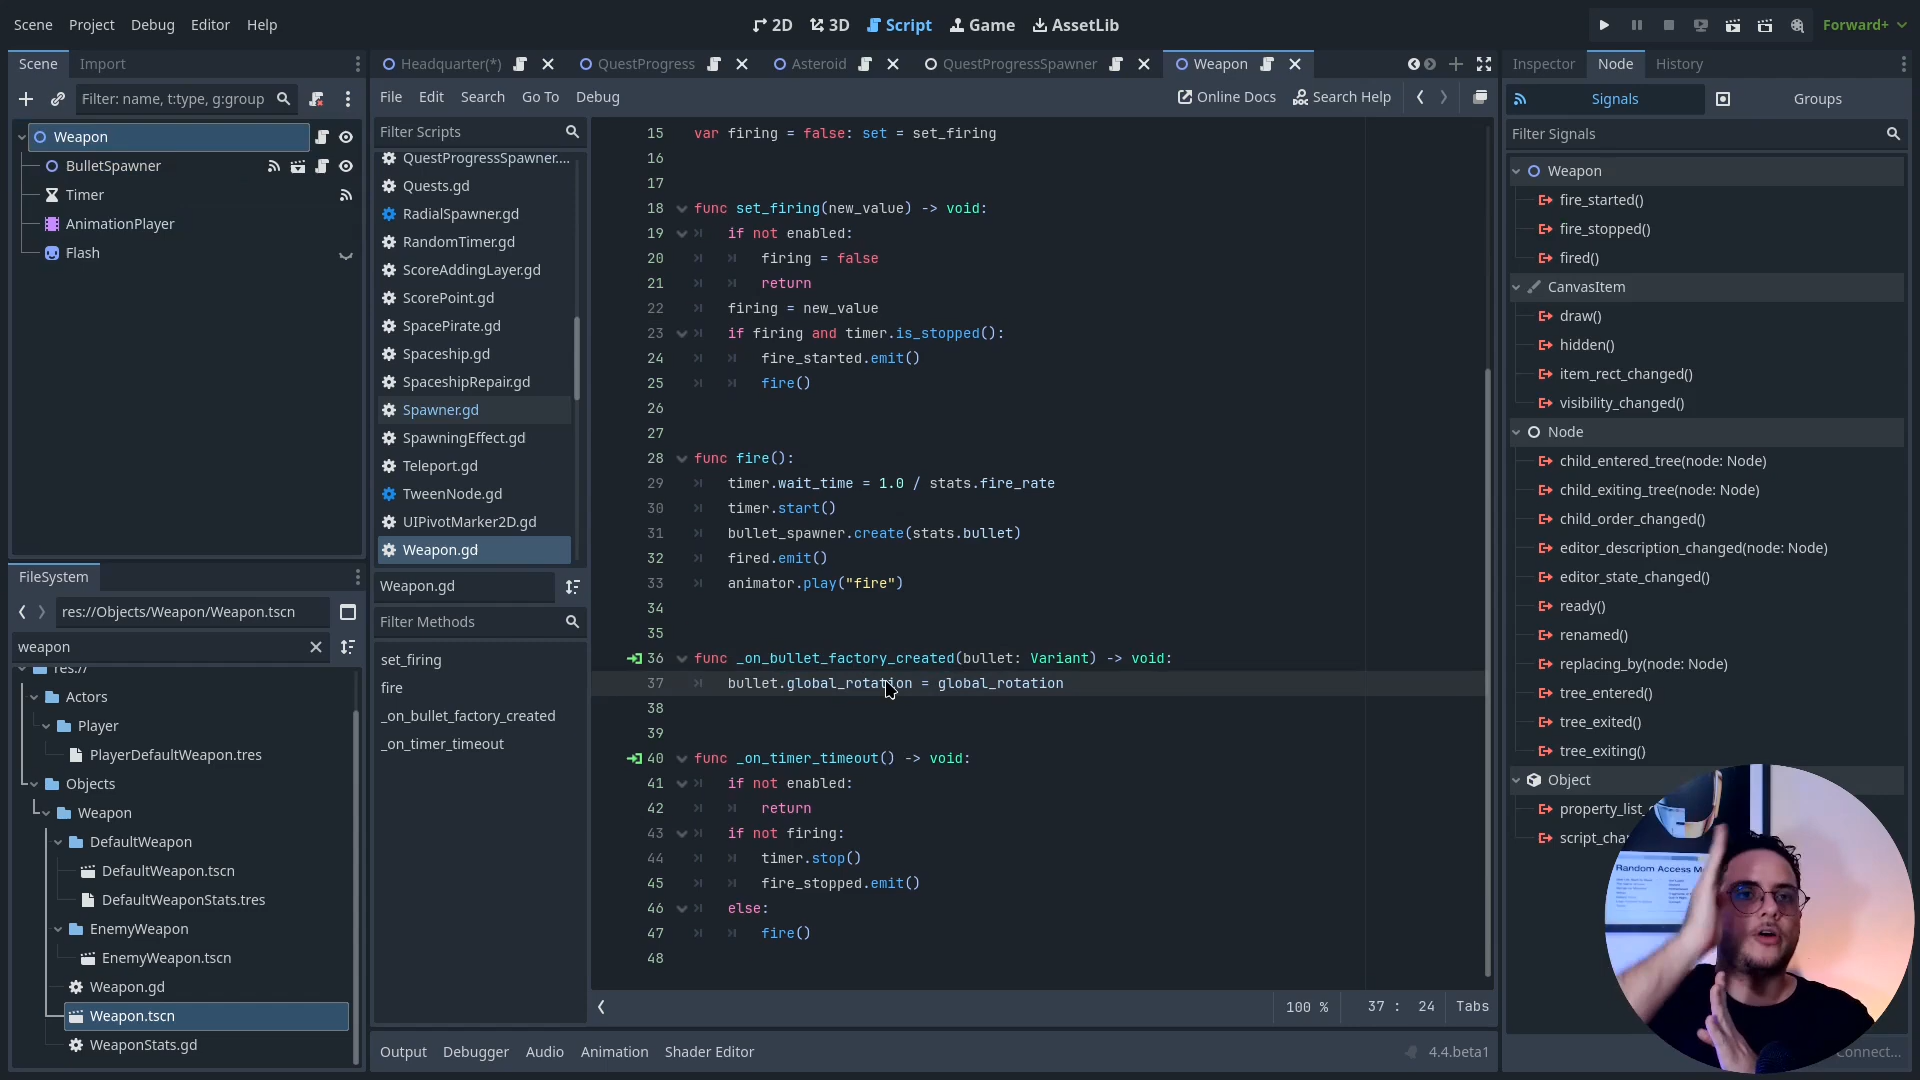 Scene Project Debug Editor Help
2D 3D Script Game AssetLib
Forward+
Scene Import
Filter: name, t:type, g:group
Weapon
BulletSpawner
Timer
AnimationPlayer
Flash
FileSystem
res://Objects/Weapon/Weapon.tscn
weapon
res://
Actors
Player
PlayerDefaultWeapon.tres
Objects
Weapon
DefaultWeapon
DefaultWeapon.tscn
DefaultWeaponStats.tres
EnemyWeapon
EnemyWeapon.tscn
Weapon.gd
Weapon.tscn
WeaponStats.gd
Headquarter(*) QuestProgress Asteroid QuestProgressSpawner Weapon
File Edit Search Go To Debug
Online Docs Search Help
Filter Scripts
QuestProgressSpawner....
Quests.gd
RadialSpawner.gd
RandomTimer.gd
ScoreAddingLayer.gd
ScorePoint.gd
SpacePirate.gd
Spaceship.gd
SpaceshipRepair.gd
Spawner.gd
SpawningEffect.gd
Teleport.gd
TweenNode.gd
UIPivotMarker2D.gd
Weapon.gd
Weapon.gd
Filter Methods
set_firing
fire
_on_bullet_factory_created
_on_timer_timeout
15 var firing = false: set = set_firing
16
17
18 func set_firing(new_value) -> void:
19 if not enabled:
20 firing = false
21 return
22 firing = new_value
23 if firing and timer.is_stopped():
24 fire_started.emit()
25 fire()
26
27
28 func fire():
29 timer.wait_time = 1.0 / stats.fire_rate
30 timer.start()
31 bullet_spawner.create(stats.bullet)
32 fired.emit()
33 animator.play("fire")
34
35
36 func _on_bullet_factory_created(bullet: Variant) -> void:
37 bullet.global_rotation = global_rotation
38
39
40 func _on_timer_timeout() -> void:
41 if not enabled:
42 return
43 if not firing:
44 timer.stop()
45 fire_stopped.emit()
46 else:
47 fire()
48
100 % 37 : 24 Tabs
Output Debugger Audio Animation Shader Editor
4.4.beta1
Inspector Node History
Signals Groups
Filter Signals
Weapon
fire_started()
fire_stopped()
fired()
CanvasItem
draw()
hidden()
item_rect_changed()
visibility_changed()
Node
child_entered_tree(node: Node)
child_exiting_tree(node: Node)
child_order_changed()
editor_description_changed(node: Node)
editor_state_changed()
ready()
renamed()
replacing_by(node: Node)
tree_entered()
tree_exited()
tree_exiting()
Object
property_list_
script_cha
Random Access M
Connect...